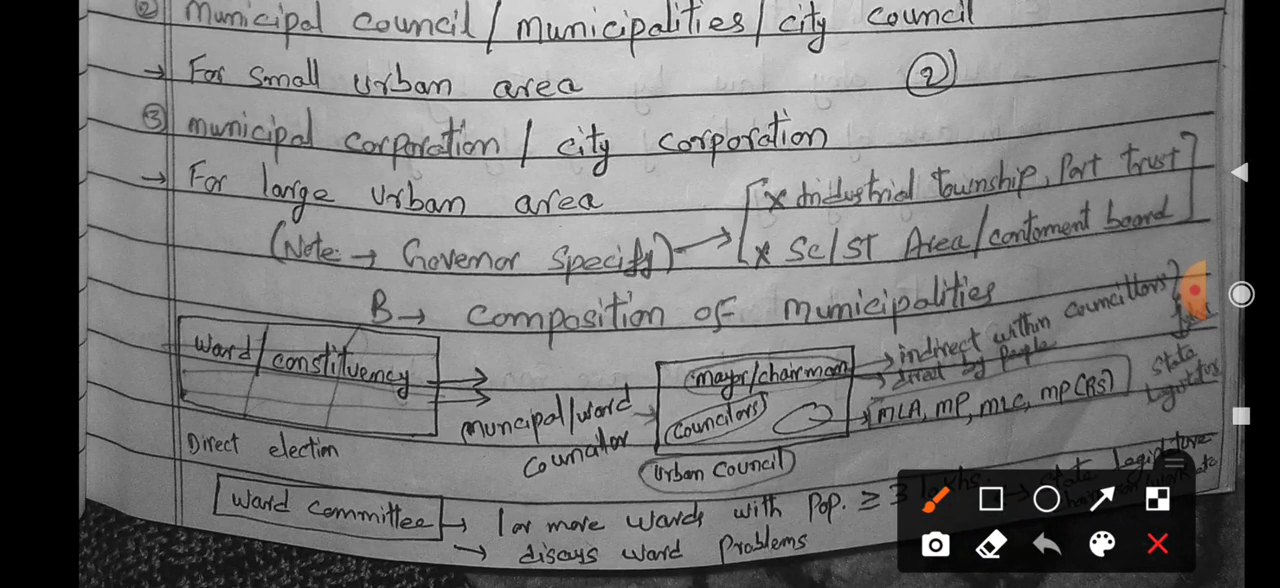 ② Municipal Council / Municipalities / city council
→ For small urban area
②
③ municipal corporation / city corporation
→ For large urban area
[x Industrial township, Port trust]
(Note → Governor Specify) → [x SC/ST Area/contoment board]
B → Composition of Municipalities
Ward/constituency
mayor/chairman
→ indirect within councillors
→ direct by People
State Legislature
municipal/ward councilor
(Councilors)
→ MLA, MP, MLC, MP(RS)
Direct election
(Urban Council)
Ward Committee
→ 1 or more wards with Pop. ≥ 3 lakhs → State Legislature
→ discuss ward Problems